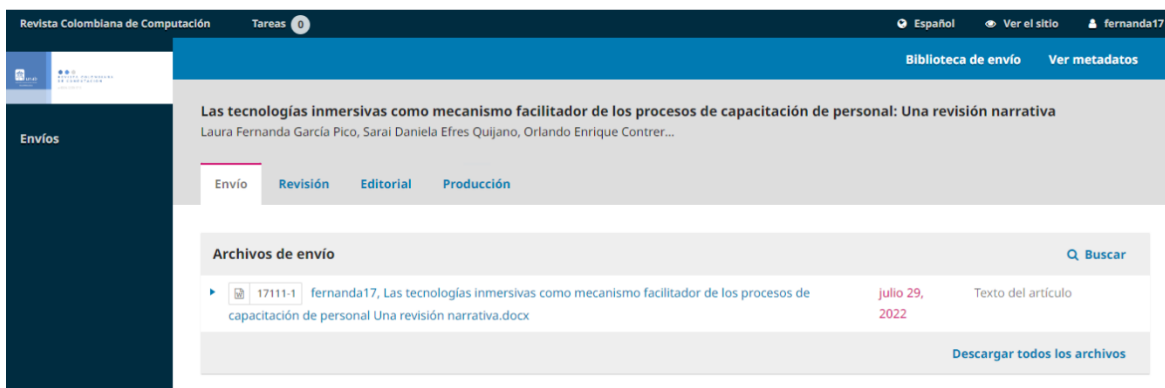 Revista Colombiana de Computación
Tareas 0
Español
Ver el sitio
fernanda17
Biblioteca de envío
Ver metadatos
Envíos
Las tecnologías inmersivas como mecanismo facilitador de los procesos de capacitación de personal: Una revisión narrativa
Laura Fernanda García Pico, Sarai Daniela Efres Quijano, Orlando Enrique Contrer...
Envío
Revisión
Editorial
Producción
Archivos de envío
Buscar
17111-1 fernanda17, Las tecnologías inmersivas como mecanismo facilitador de los procesos de
capacitación de personal Una revisión narrativa.docx
julio 29,
2022
Texto del artículo
Descargar todos los archivos